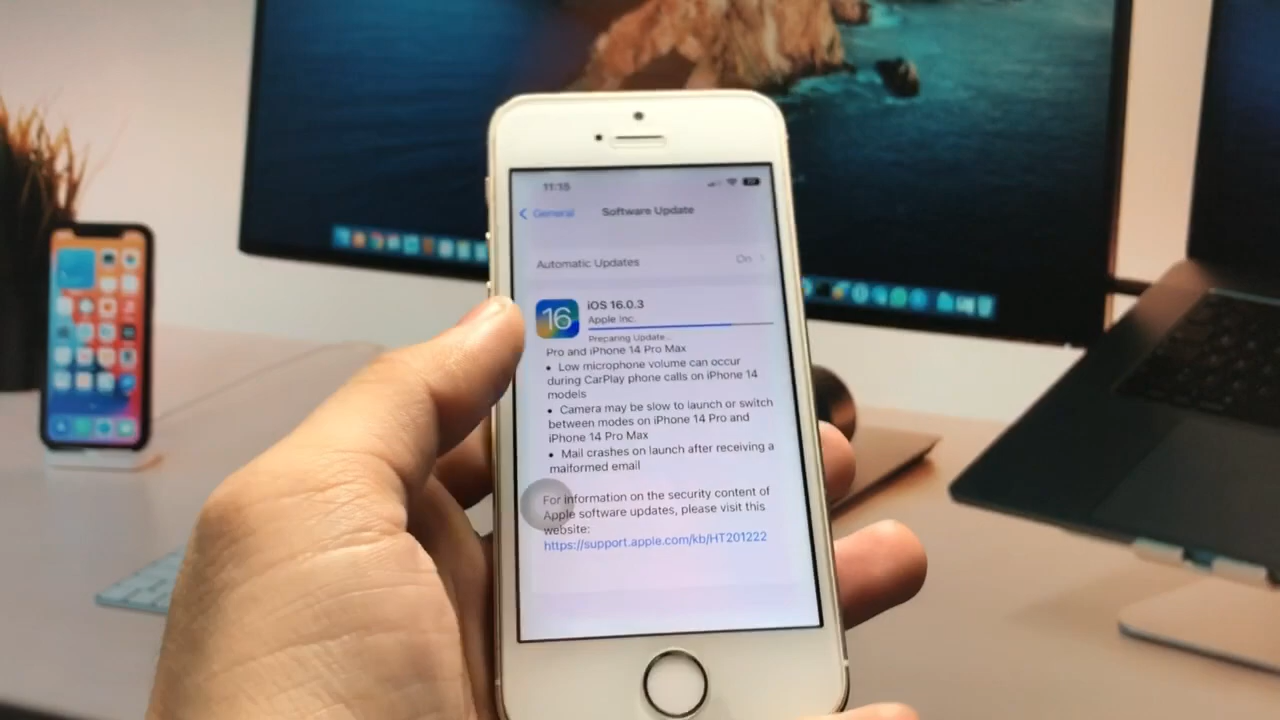 11:15
General
Software Update
Automatic Updates
On
16
iOS 16.0.3
Apple Inc.
Preparing Update...
Pro and iPhone 14 Pro Max
• Low microphone volume can occur
during CarPlay phone calls on iPhone 14
models
• Camera may be slow to launch or switch
between modes on iPhone 14 Pro and
iPhone 14 Pro Max
• Mail crashes on launch after receiving a
malformed email
For information on the security content of
Apple software updates, please visit this
website:
https://support.apple.com/kb/HT201222